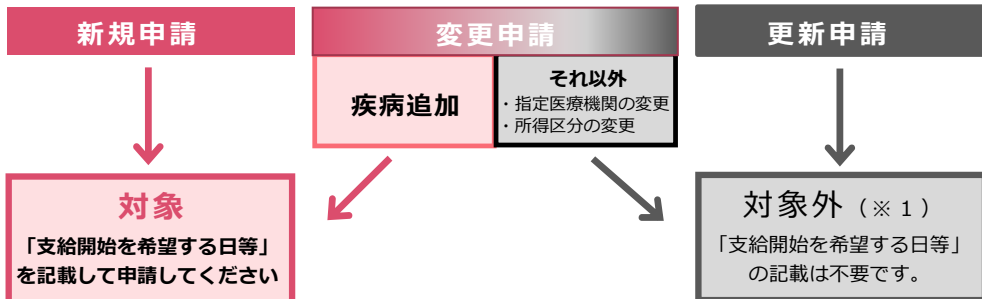 新規申請
変更申請
更新申請
疾病追加
それ以外
・指定医療機関の変更
・所得区分の変更
対象
「支給開始を希望する日等」
を記載して申請してください
対象外（※１）
「支給開始を希望する日等」
の記載は不要です。